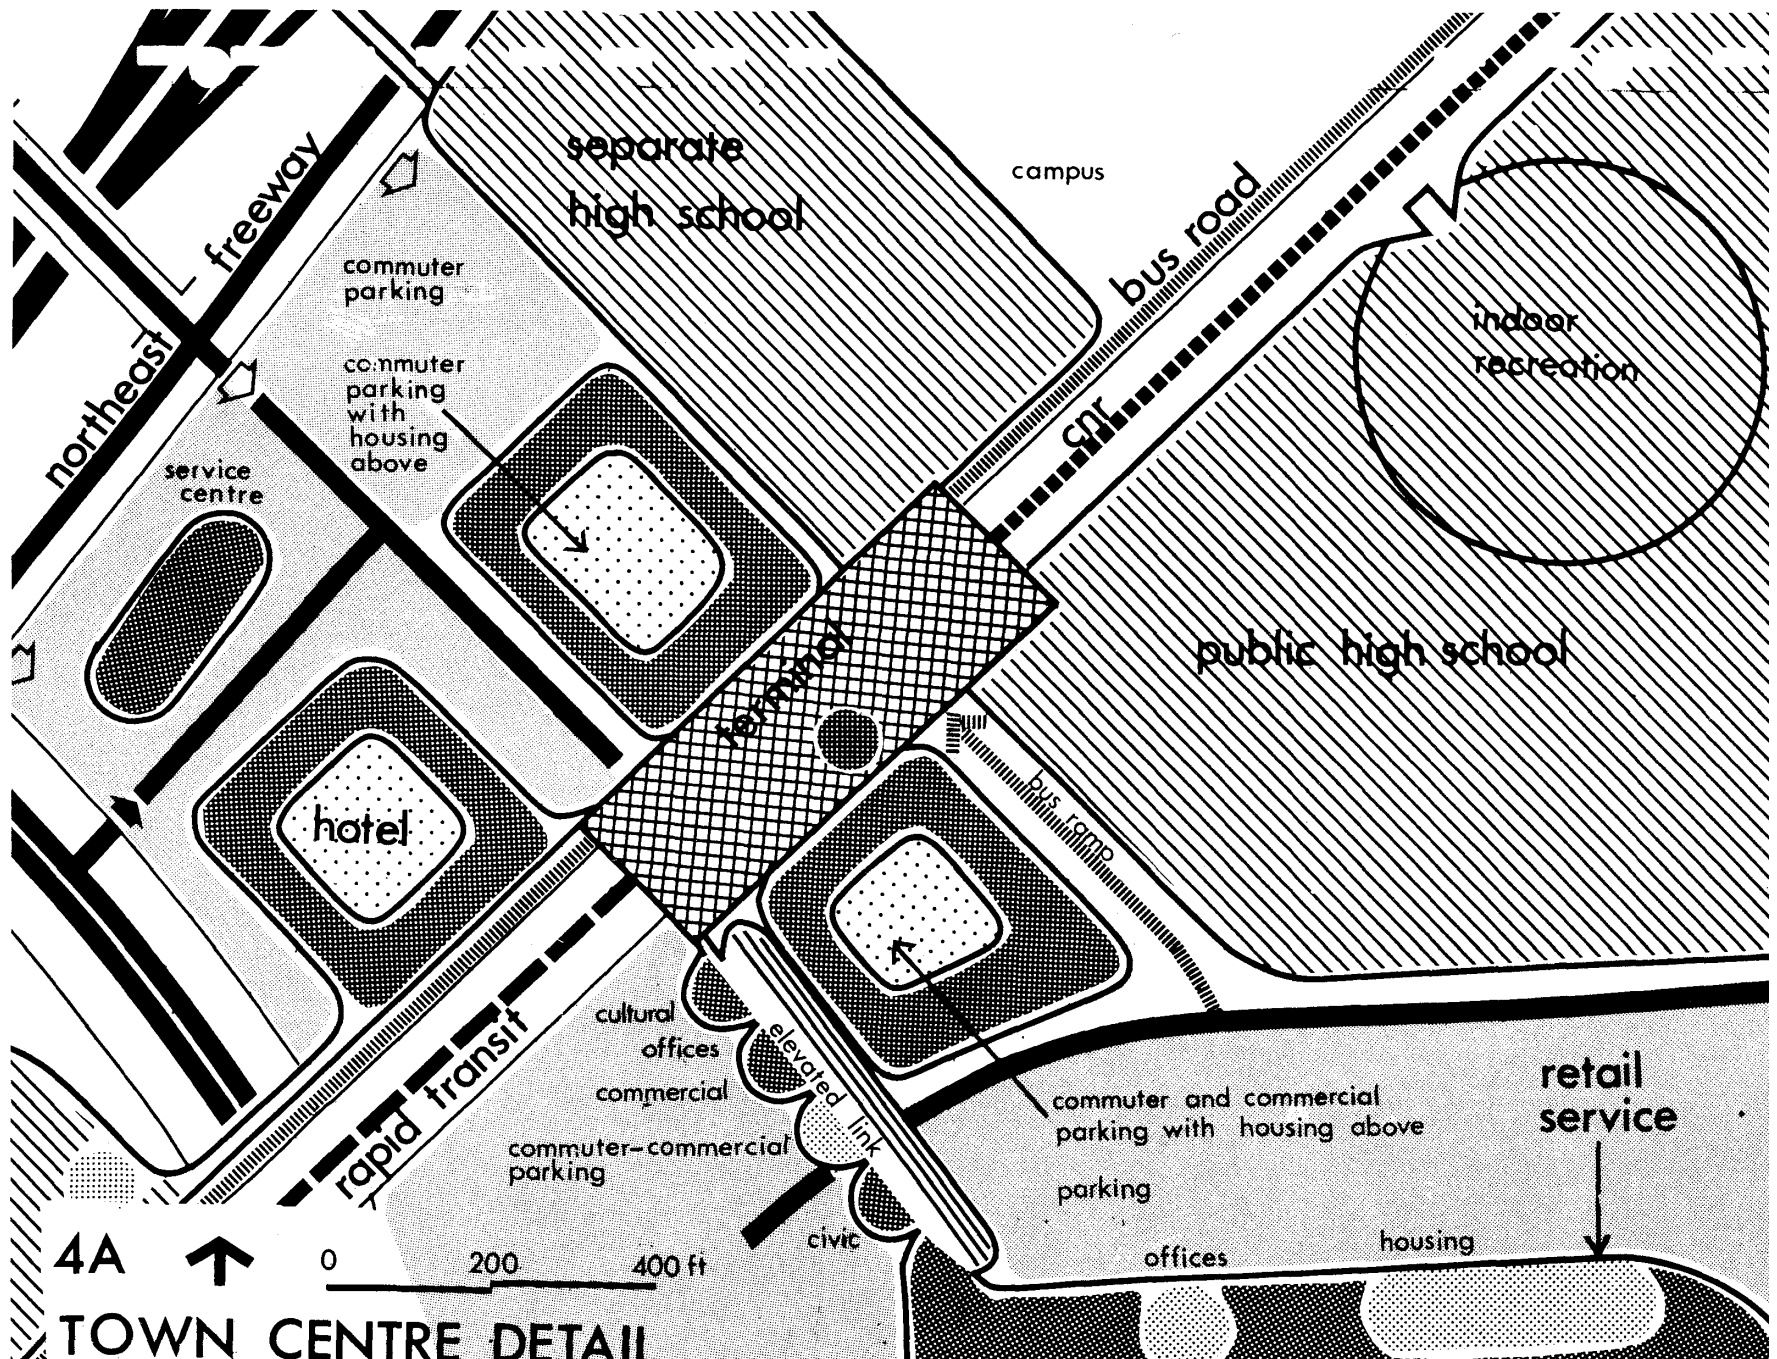 separate
high school
campus
freeway
northeast
commuter
parking
commuter
parking
with
housing
above
service
centre
bus road
cnr
indoor
recreation
public high school
terminal
hotel
bus ramp
rapid transit
cultural
offices
commercial
commuter-commercial
parking
elevated link
civic
commuter and commercial
parking with housing above
parking
retail
service
offices
housing
4A
0 200 400 ft
TOWN CENTRE DETAIL